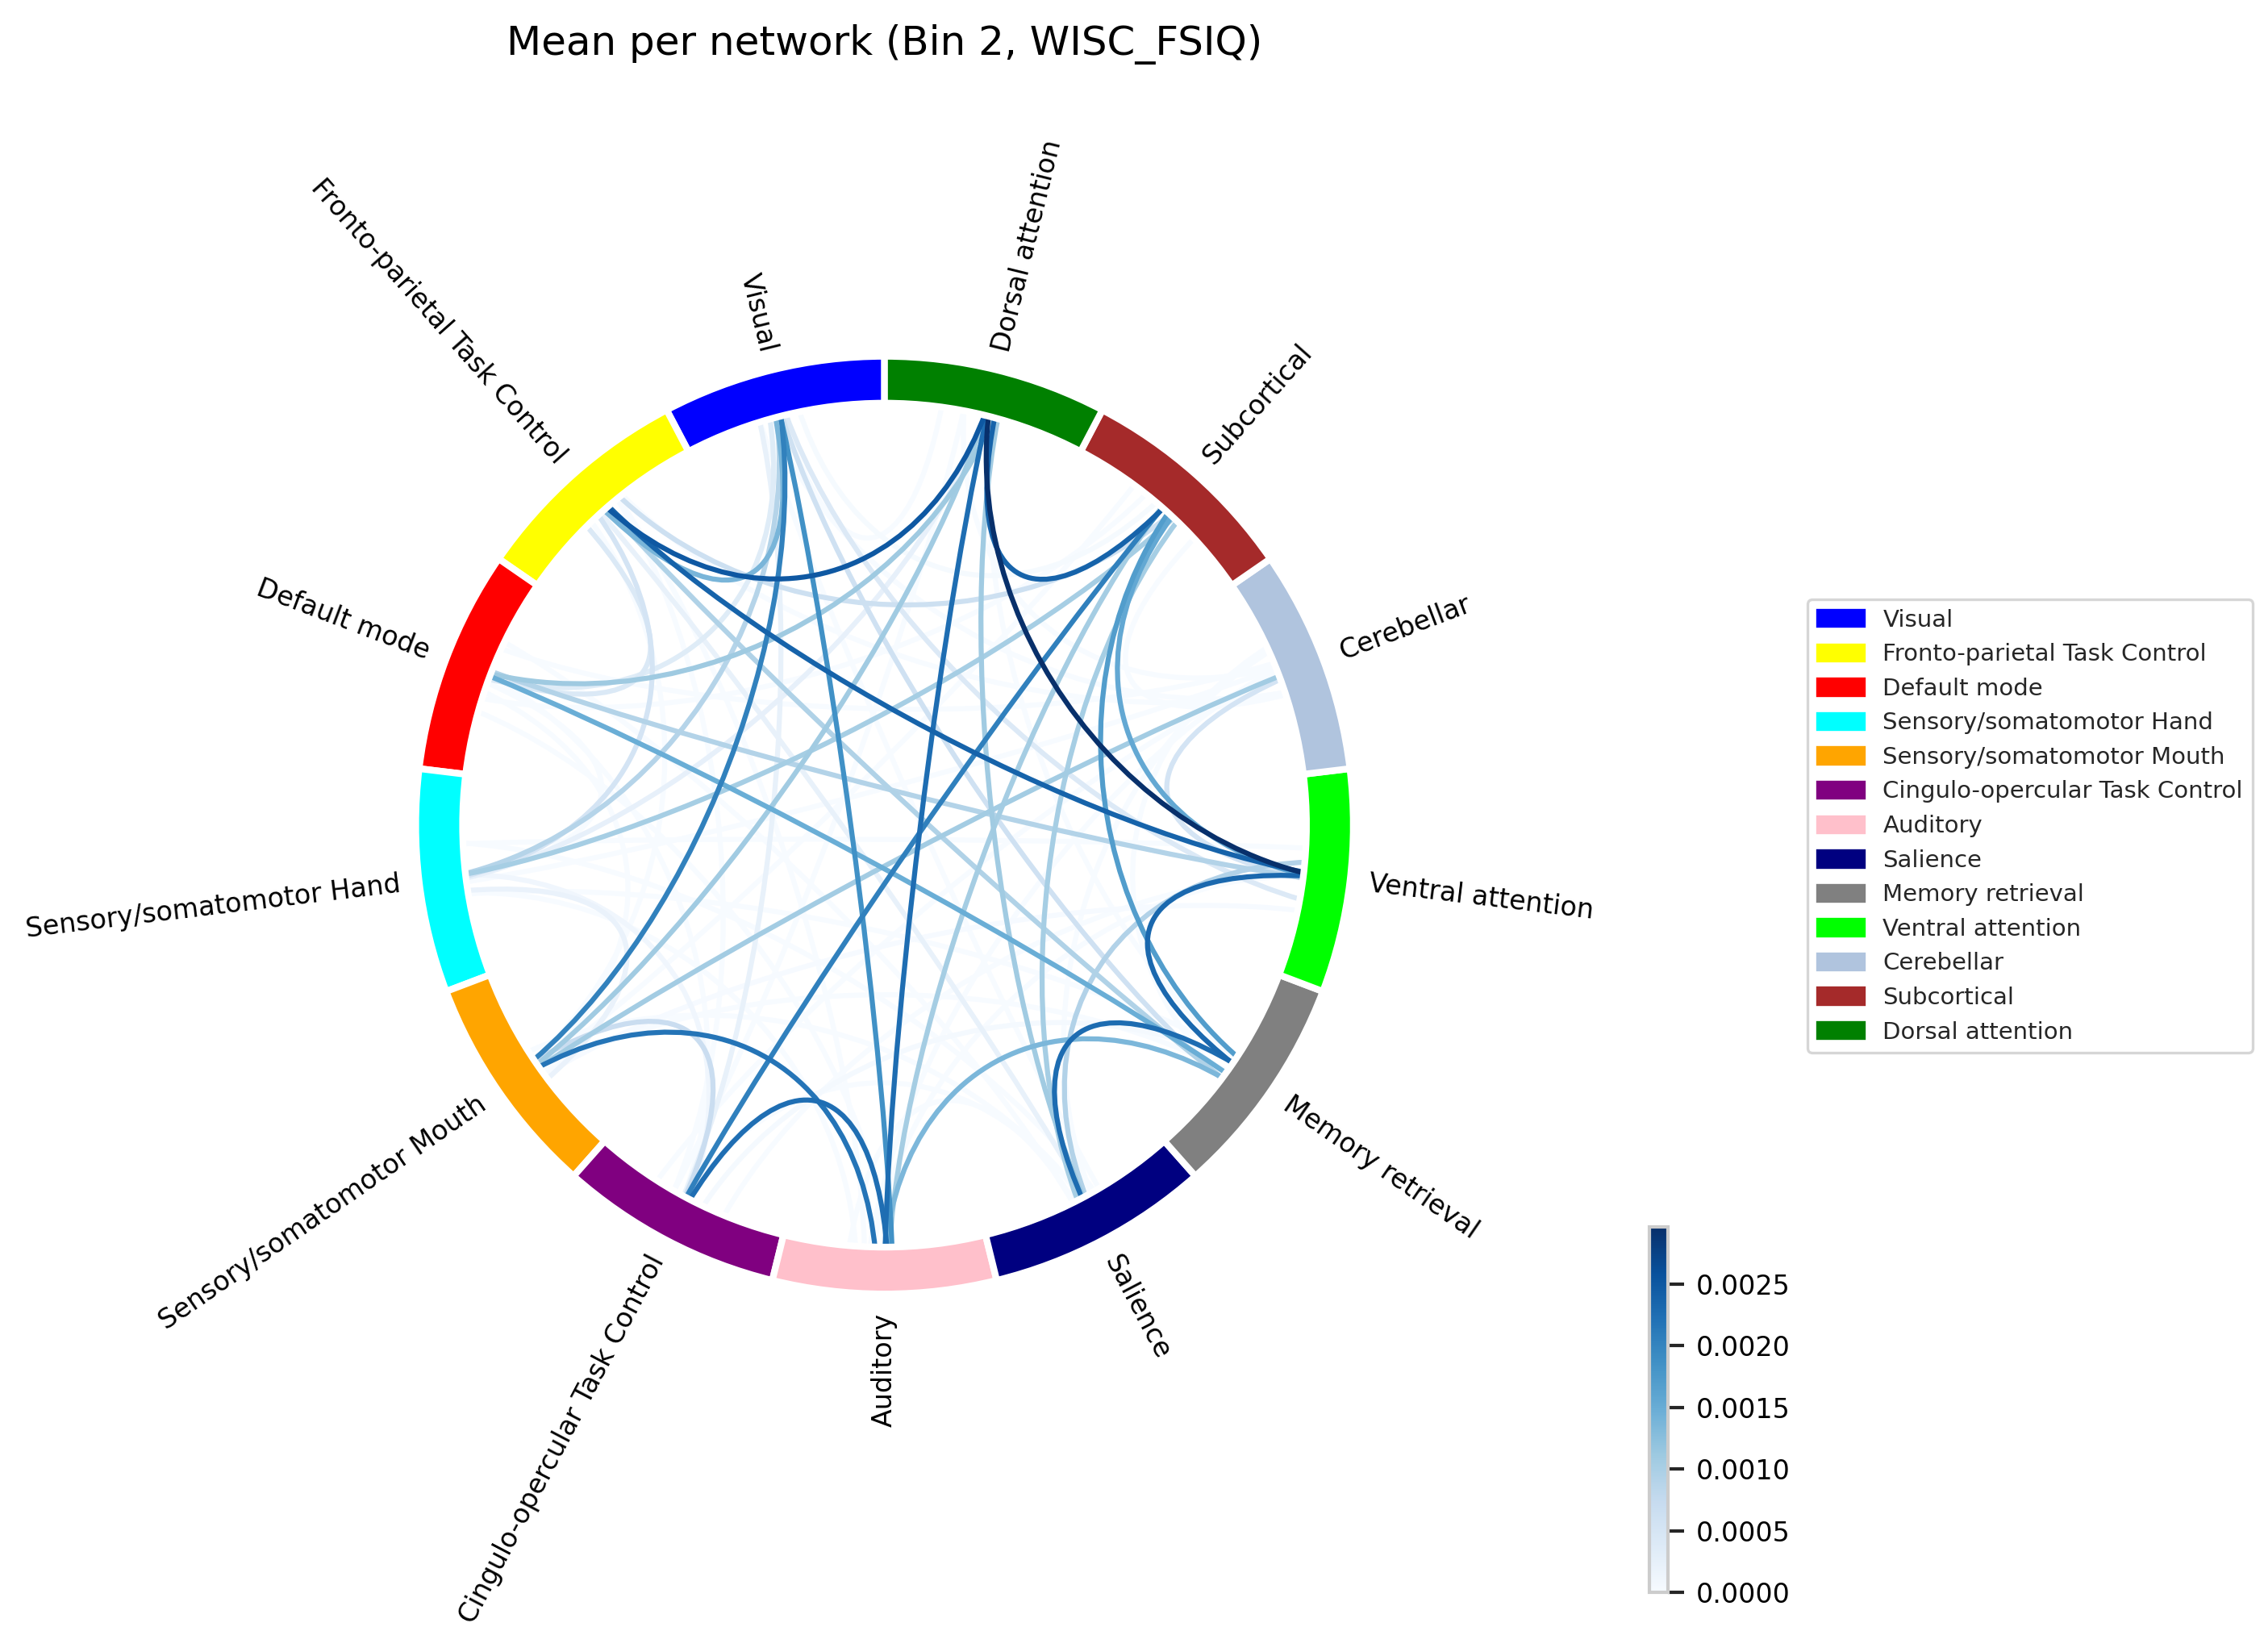 Mean per network (Bin 2, WISC_FSIQ)
Dorsal attention
Visual
Fronto-parietal Task Control
Subcortical
Default mode
Cerebellar
Sensory/somatomotor Hand
Ventral attention
Sensory/somatomotor Mouth
Memory retrieval
Cingulo-opercular Task Control
Auditory
Salience
Visual
Fronto-parietal Task Control
Default mode
Sensory/somatomotor Hand
Sensory/somatomotor Mouth
Cingulo-opercular Task Control
Auditory
Salience
Memory retrieval
Ventral attention
Cerebellar
Subcortical
Dorsal attention
0.0025
0.0020
0.0015
0.0010
0.0005
0.0000